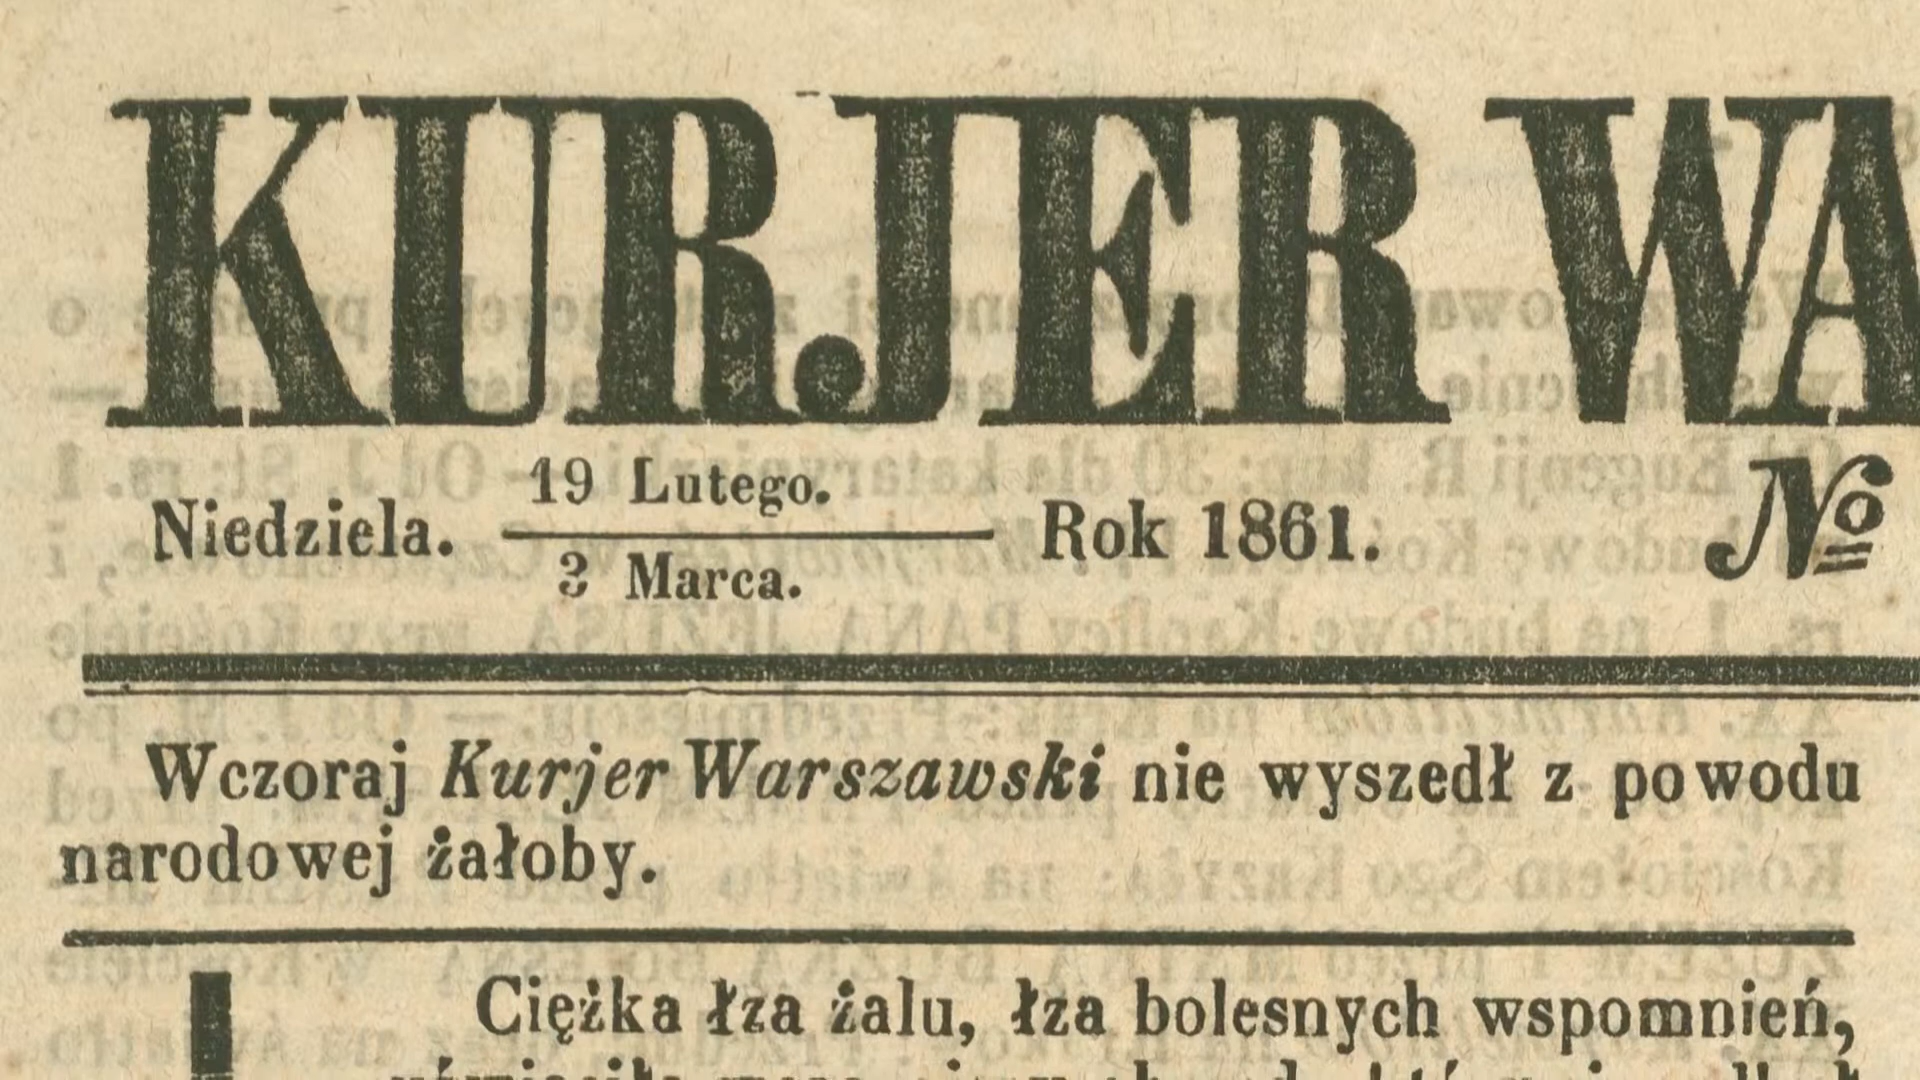 KURJER WA
Niedziela. 19 Lutego. Rok 1861. №
3 Marca.
Wczoraj Kurjer Warszawski nie wyszedł z powodu
narodowej żałoby.
Ciężka łza żalu, łza bolesnych wspomnień,